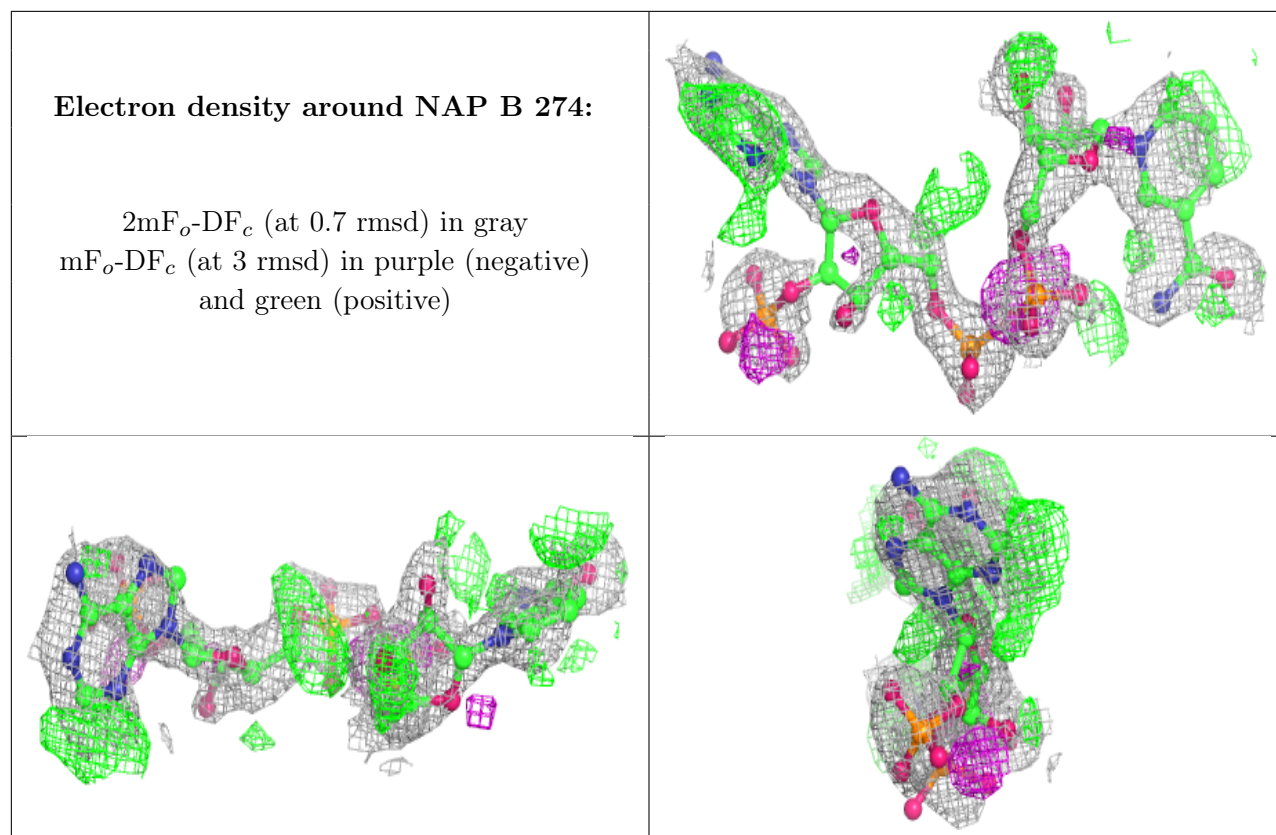 Electron density around NAP B 274:
2mFₒ-DF𝒸 (at 0.7 rmsd) in gray
mFₒ-DF𝒸 (at 3 rmsd) in purple (negative)
and green (positive)